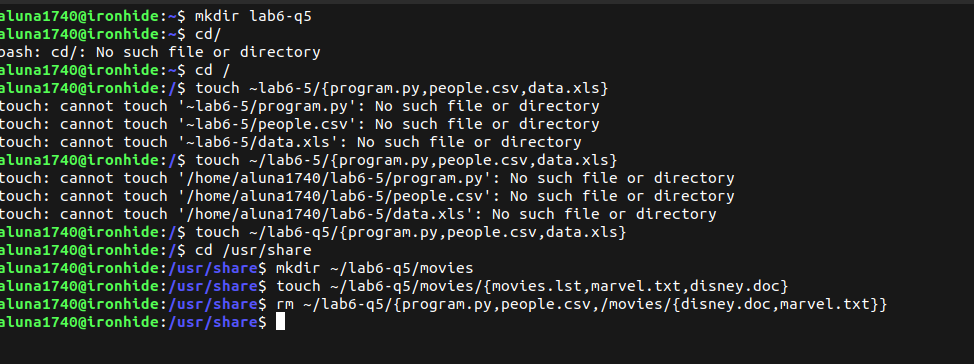 aluna1740@ironhide:~$ mkdir lab6-q5
aluna1740@ironhide:~$ cd/
bash: cd/: No such file or directory
aluna1740@ironhide:~$ cd /
aluna1740@ironhide:/$ touch ~lab6-5/{program.py,people.csv,data.xls}
touch: cannot touch '~lab6-5/program.py': No such file or directory
touch: cannot touch '~lab6-5/people.csv': No such file or directory
touch: cannot touch '~lab6-5/data.xls': No such file or directory
aluna1740@ironhide:/$ touch ~/lab6-5/{program.py,people.csv,data.xls}
touch: cannot touch '/home/aluna1740/lab6-5/program.py': No such file or directory
touch: cannot touch '/home/aluna1740/lab6-5/people.csv': No such file or directory
touch: cannot touch '/home/aluna1740/lab6-5/data.xls': No such file or directory
aluna1740@ironhide:/$ touch ~/lab6-q5/{program.py,people.csv,data.xls}
aluna1740@ironhide:/$ cd /usr/share
aluna1740@ironhide:/usr/share$ mkdir ~/lab6-q5/movies
aluna1740@ironhide:/usr/share$ touch ~/lab6-q5/movies/{movies.lst,marvel.txt,disney.doc}
aluna1740@ironhide:/usr/share$ rm ~/lab6-q5/{program.py,people.csv,/movies/{disney.doc,marvel.txt}}
aluna1740@ironhide:/usr/share$